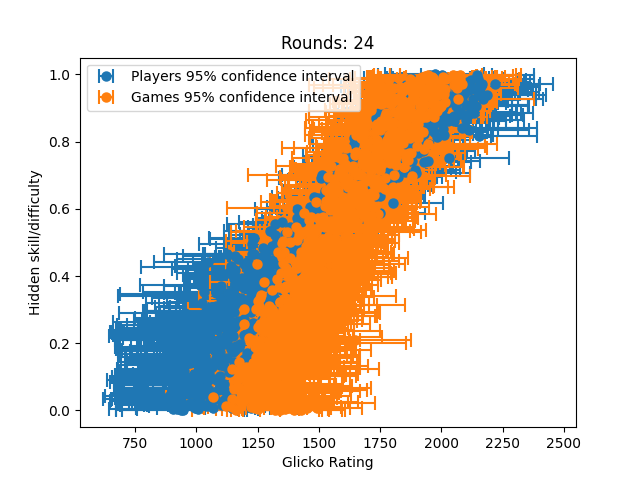 Rounds: 24
Players 95% confidence interval
Games 95% confidence interval
Hidden skill/difficulty
1.0
0.8
0.6
0.4
0.2
0.0
750 1000 1250 1500 1750 2000 2250 2500
Glicko Rating